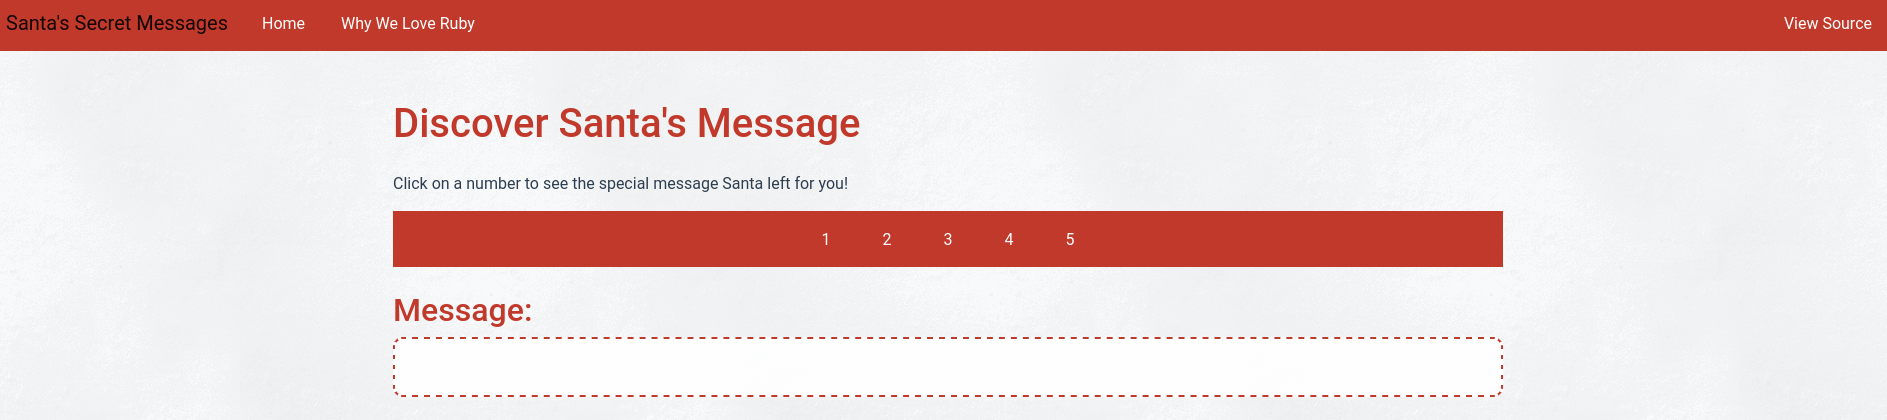 Santa's Secret Messages Home Why We Love Ruby View Source
Discover Santa's Message
Click on a number to see the special message Santa left for you!
1 2 3 4 5
Message: